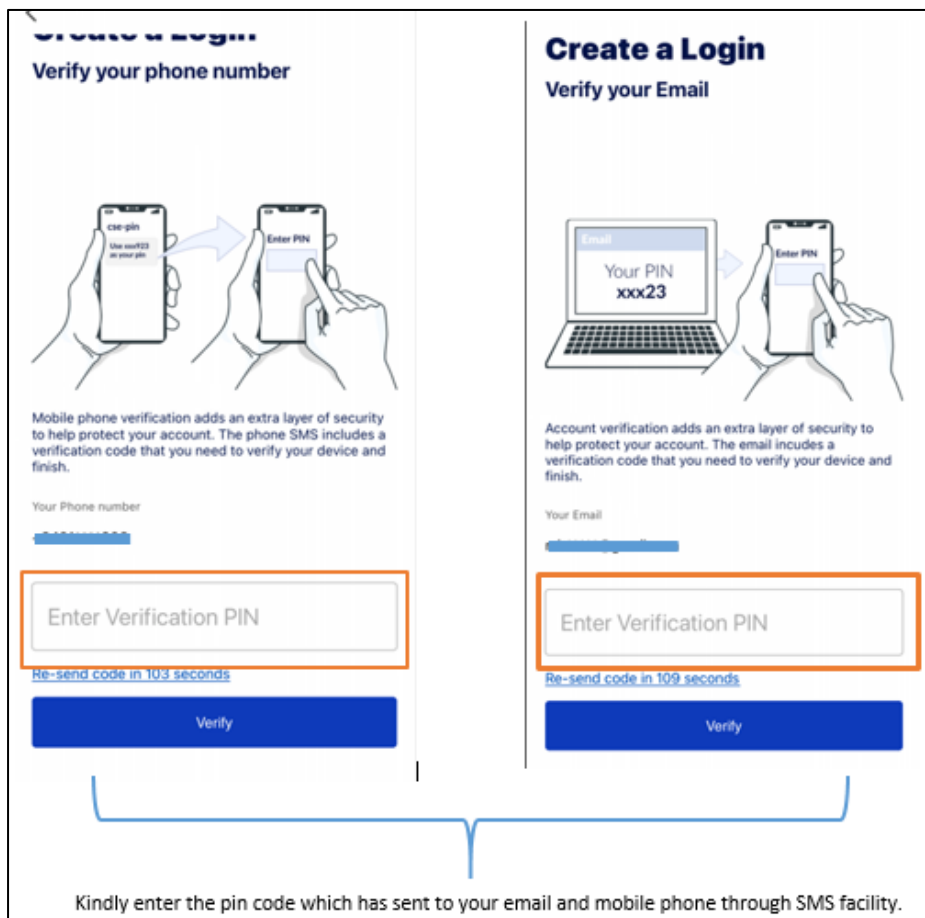 Create a Login
Verify your phone number
cse-pin
Use xxx923
as your pin
Enter PIN
Mobile phone verification adds an extra layer of security
to help protect your account. The phone SMS includes a
verification code that you need to verify your device and
finish.
Your Phone number
Enter Verification PIN
Re-send code in 103 seconds
Verify
Create a Login
Verify your Email
Email
Your PIN
xxx23
Enter PIN
Account verification adds an extra layer of security to
help protect your account. The email incudes a
verification code that you need to verify your device and
finish.
Your Email
Enter Verification PIN
Re-send code in 109 seconds
Verify
Kindly enter the pin code which has sent to your email and mobile phone through SMS facility.